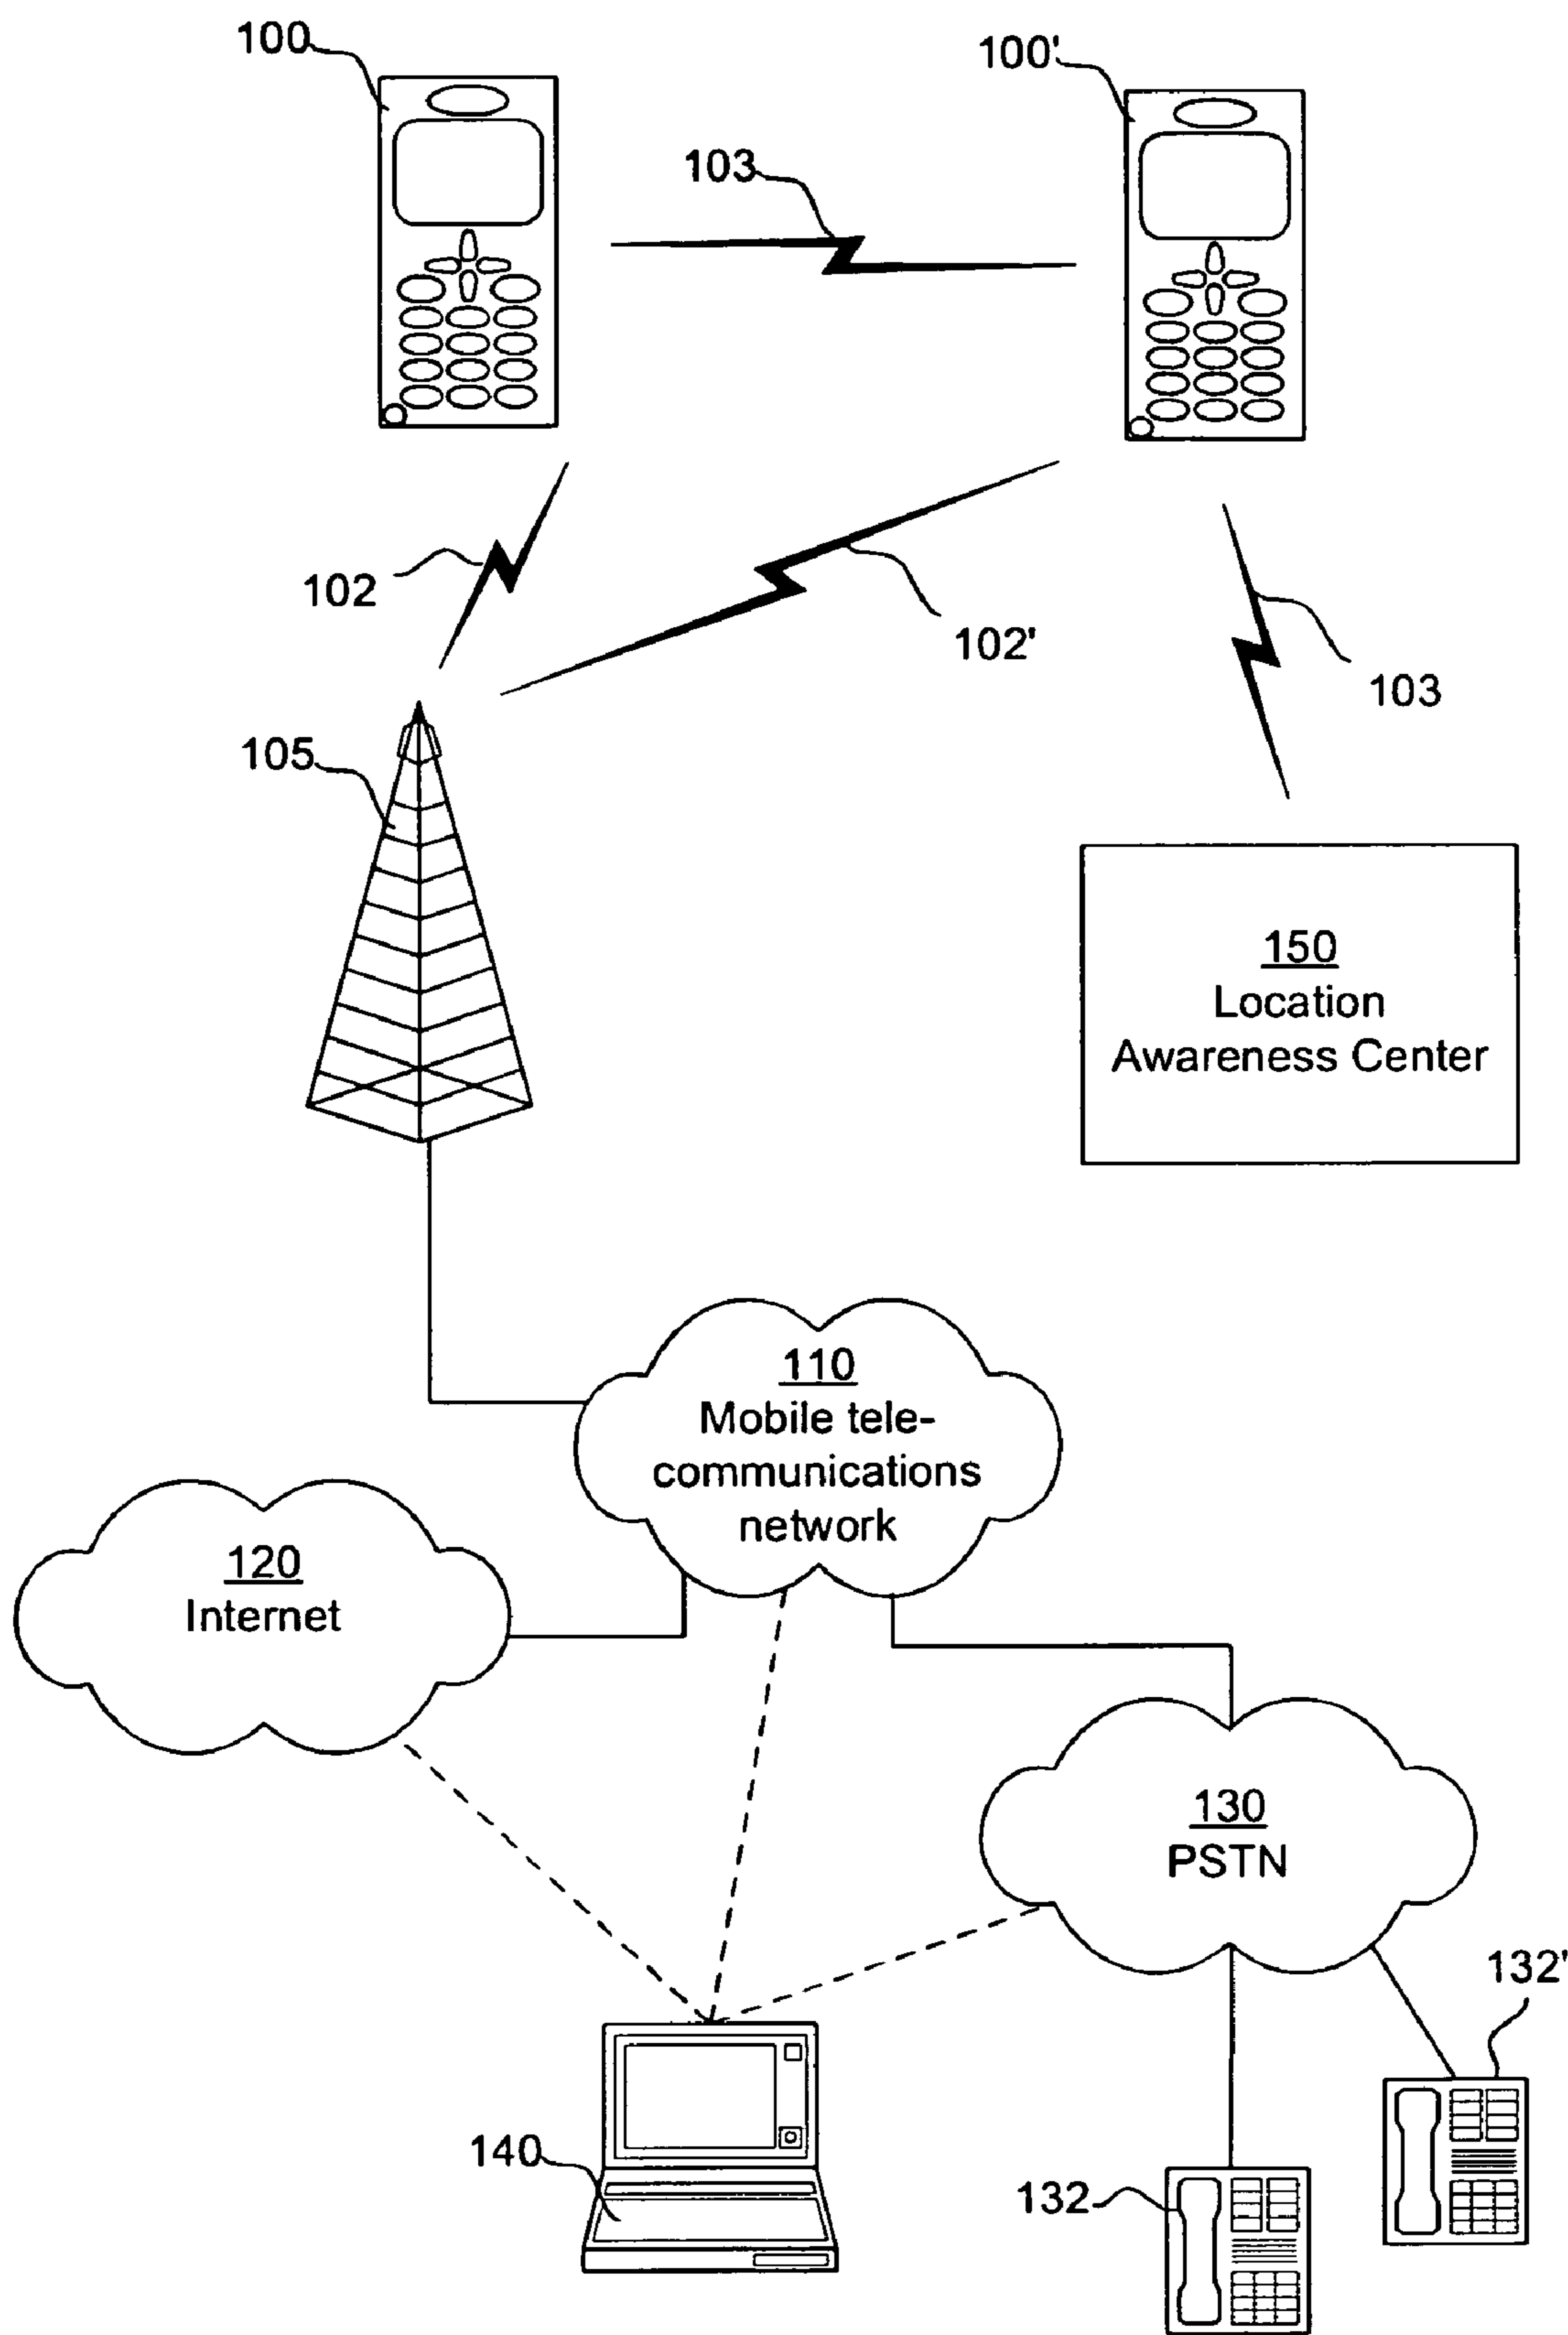 100
100'
103
102
102'
103
105
150
Location
Awareness Center
110
Mobile tele-
communications
network
120
Internet
130
PSTN
132'
140
132